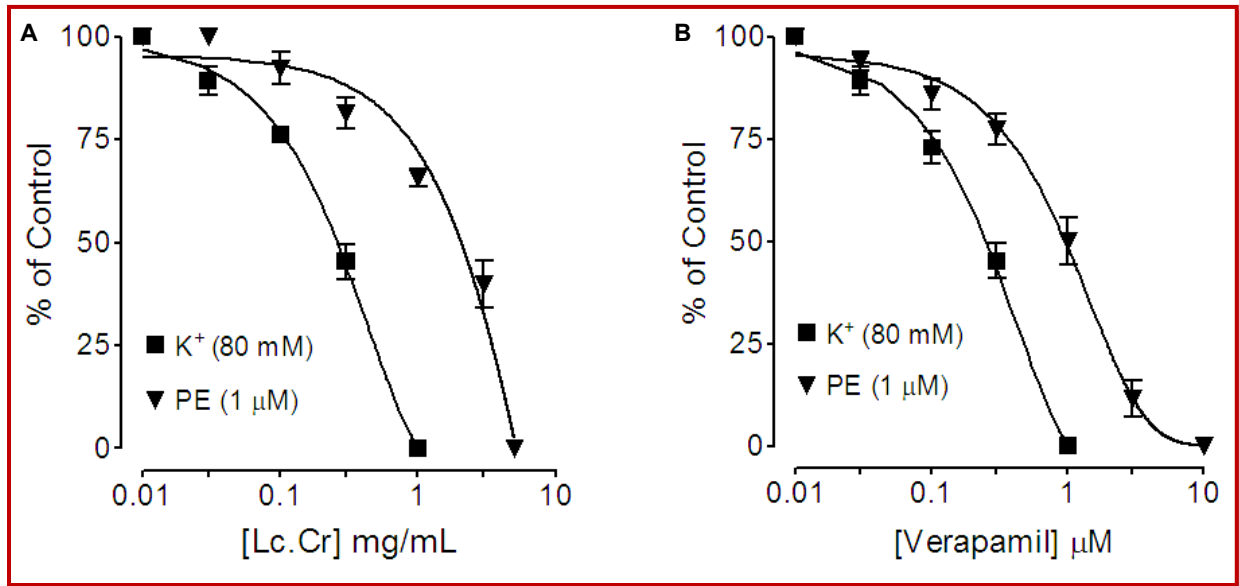 A
100
75
50
25
0
% of Control
K⁺ (80 mM)
PE (1 μM)
0.01 0.1 1 10
[Lc.Cr] mg/mL
B
100
75
50
25
0
% of Control
K⁺ (80 mM)
PE (1 μM)
0.01 0.1 1 10
[Verapamil] μM